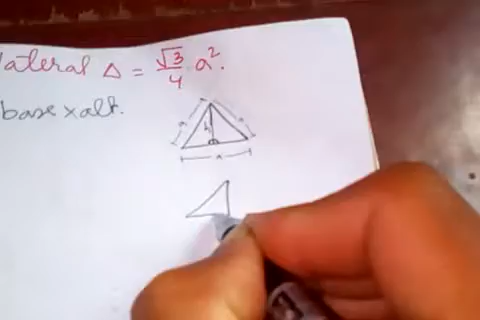 lateral Δ = √3/4 a².
base × alt.
a a
h
a